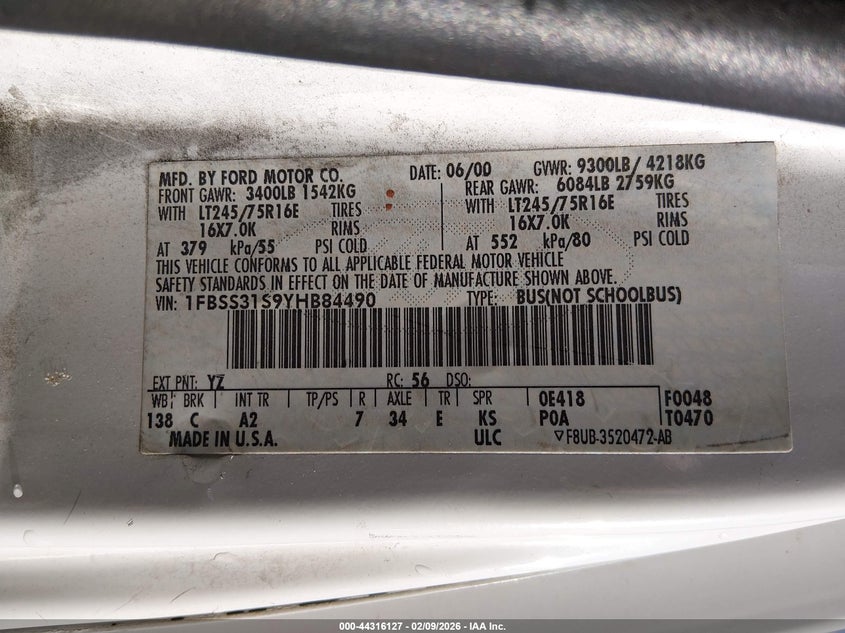 MFD. BY FORD MOTOR CO. DATE: 06/00 GVWR: 9300LB/ 4218KG
FRONT GAWR: 3400LB 1542KG REAR GAWR: 6084LB 2759KG
WITH LT245/75R16E TIRES WITH LT245/75R16E TIRES
16X7.0K RIMS 16X7.0K RIMS
AT 379 kPa/55 PSI COLD AT 552 kPa/80 PSI COLD
THIS VEHICLE CONFORMS TO ALL APPLICABLE FEDERAL MOTOR VEHICLE
SAFETY STANDARDS IN EFFECT ON THE DATE OF MANUFACTURE SHOWN ABOVE.
VIN: 1FBSS31S9YHB84490 TYPE: BUS(NOT SCHOOLBUS)
EXT PNT: YZ RC: 56 DSO:
WB BRK INT TR TP/PS R AXLE TR SPR 0E418 F0048
138 C A2 7 34 E KS P0A T0470
MADE IN U.S.A. ULC ▽F8UB-3520472-AB
000-44316127 - 02/09/2026 - IAA Inc.